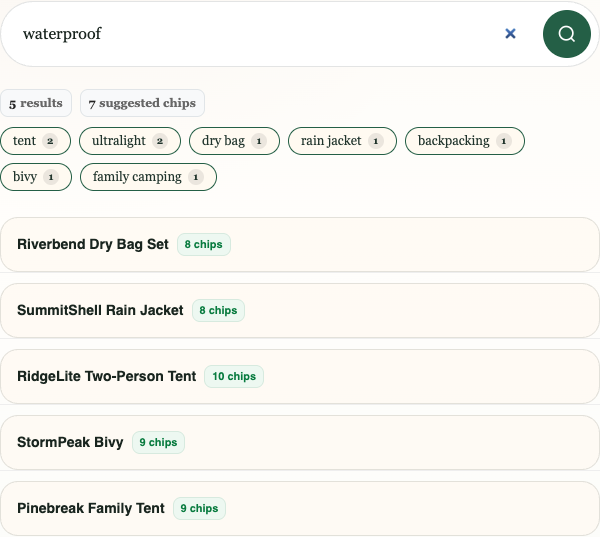 waterproof
5 results 7 suggested chips
tent 2 ultralight 2 dry bag 1 rain jacket 1 backpacking 1
bivy 1 family camping 1
Riverbend Dry Bag Set 8 chips
SummitShell Rain Jacket 8 chips
RidgeLite Two-Person Tent 10 chips
StormPeak Bivy 9 chips
Pinebreak Family Tent 9 chips